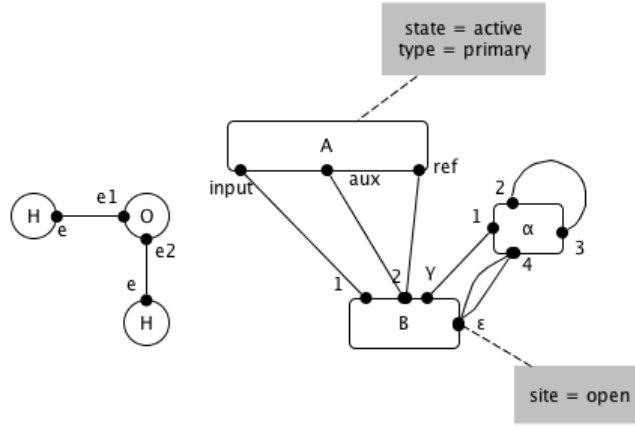 state = active
type = primary
A
input
aux
ref
H
e
e1
O
e2
e
H
2
1
α
3
4
1
2
γ
B
ε
site = open